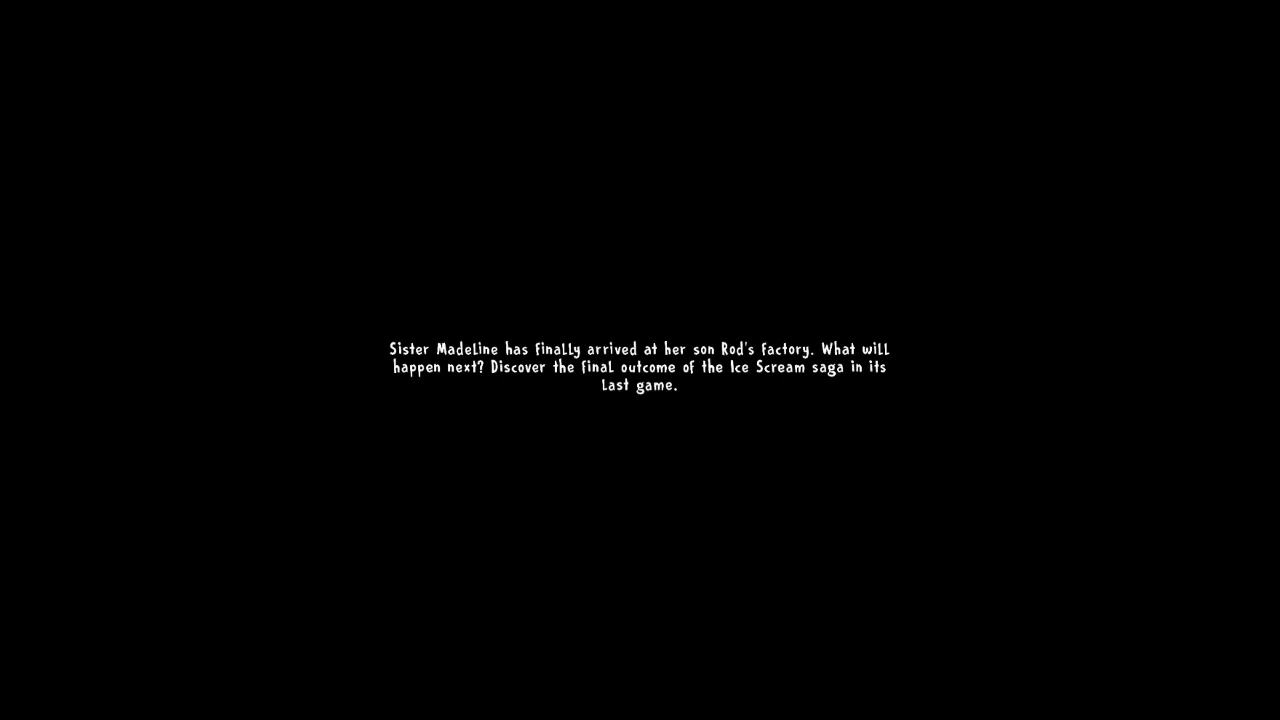 Sister Madeline has finally arrived at her son Rod's factory. What will
happen next? Discover the final outcome of the Ice Scream saga in its
last game.